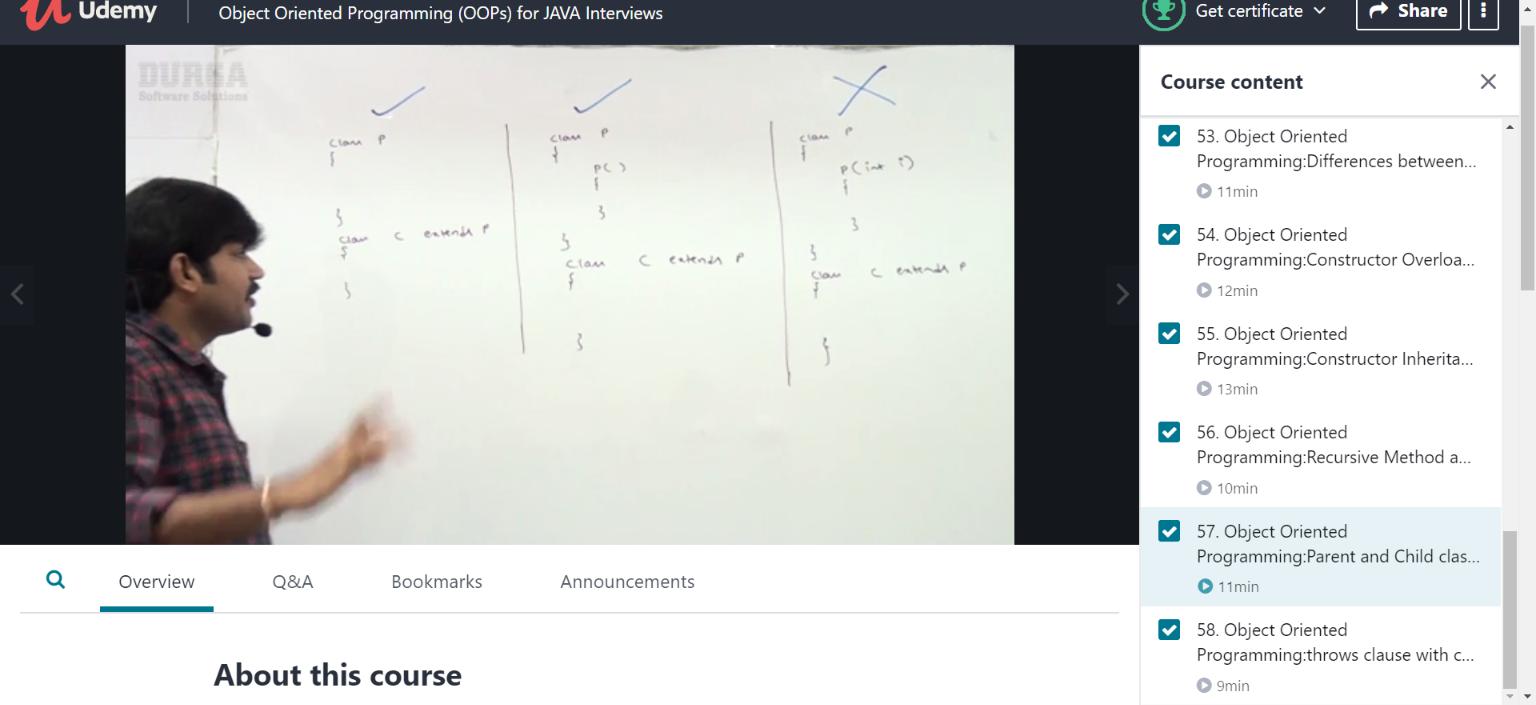 Udemy
Object Oriented Programming (OOPs) for JAVA Interviews
Get certificate
Share
DURGA
Software Solutions
class P
{
}
class C extends P
{
}
class P
{
P()
{
}
}
class C extends P
{
}
class P
{
P(int i)
{
}
}
class C extends P
{
}
Course content
53. Object Oriented
Programming:Differences between...
11min
54. Object Oriented
Programming:Constructor Overloa...
12min
55. Object Oriented
Programming:Constructor Inherita...
13min
56. Object Oriented
Programming:Recursive Method a...
10min
57. Object Oriented
Programming:Parent and Child clas...
11min
58. Object Oriented
Programming:throws clause with c...
9min
Overview
Q&A
Bookmarks
Announcements
About this course